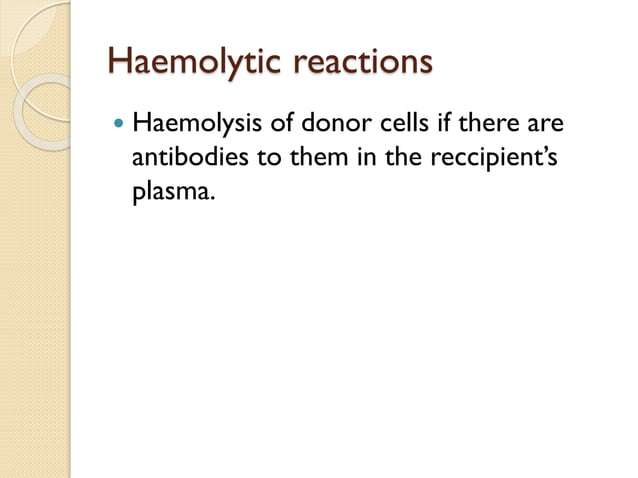 Haemolytic reactions
• Haemolysis of donor cells if there are
antibodies to them in the reccipient's
plasma.